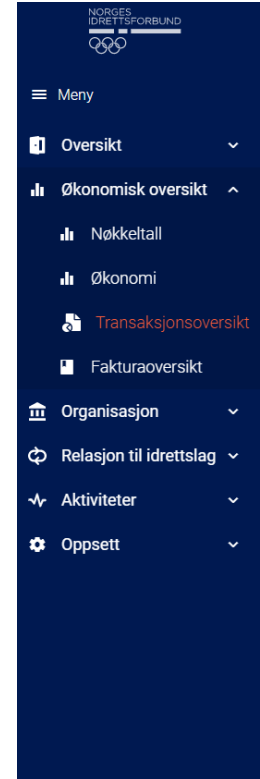 NORGES
IDRETTSFORBUND
Meny
Oversikt
Økonomisk oversikt
Nøkkeltall
Økonomi
Transaksjonsoversikt
Fakturaoversikt
Organisasjon
Relasjon til idrettslag
Aktiviteter
Oppsett